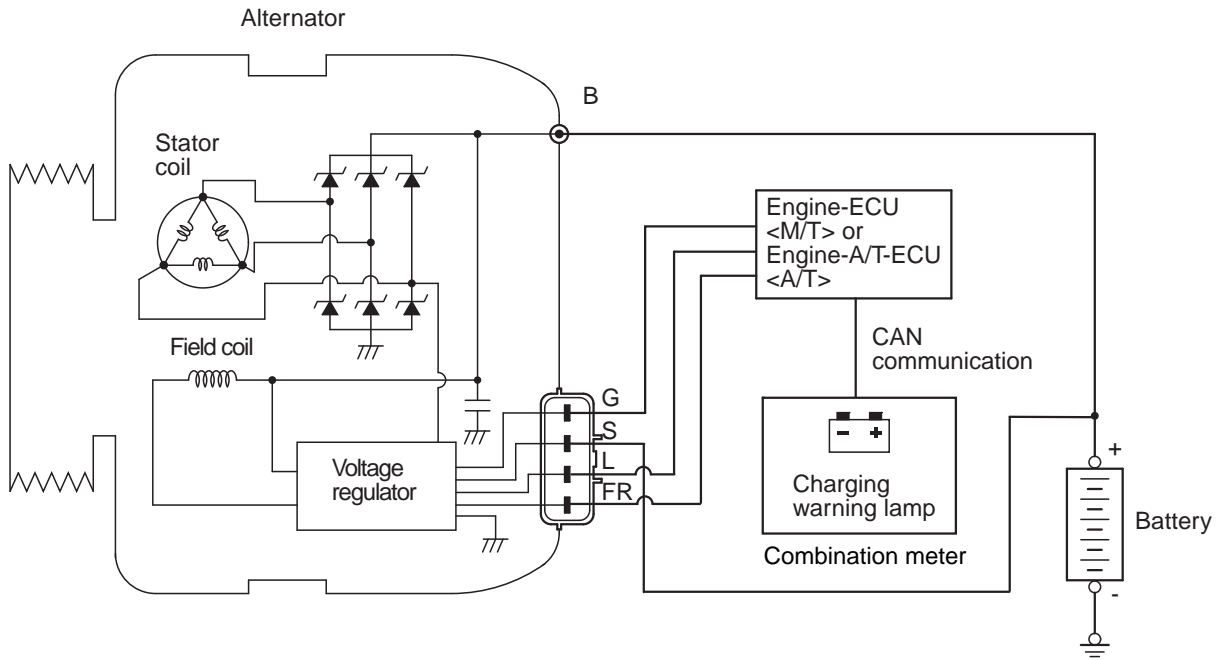 Alternator
B
Stator
coil
Engine-ECU
<M/T> or
Engine-A/T-ECU
<A/T>
CAN
communication
Field coil
G
S
L
FR
Voltage
regulator
- +
Charging
warning lamp
Combination meter
+
Battery
-